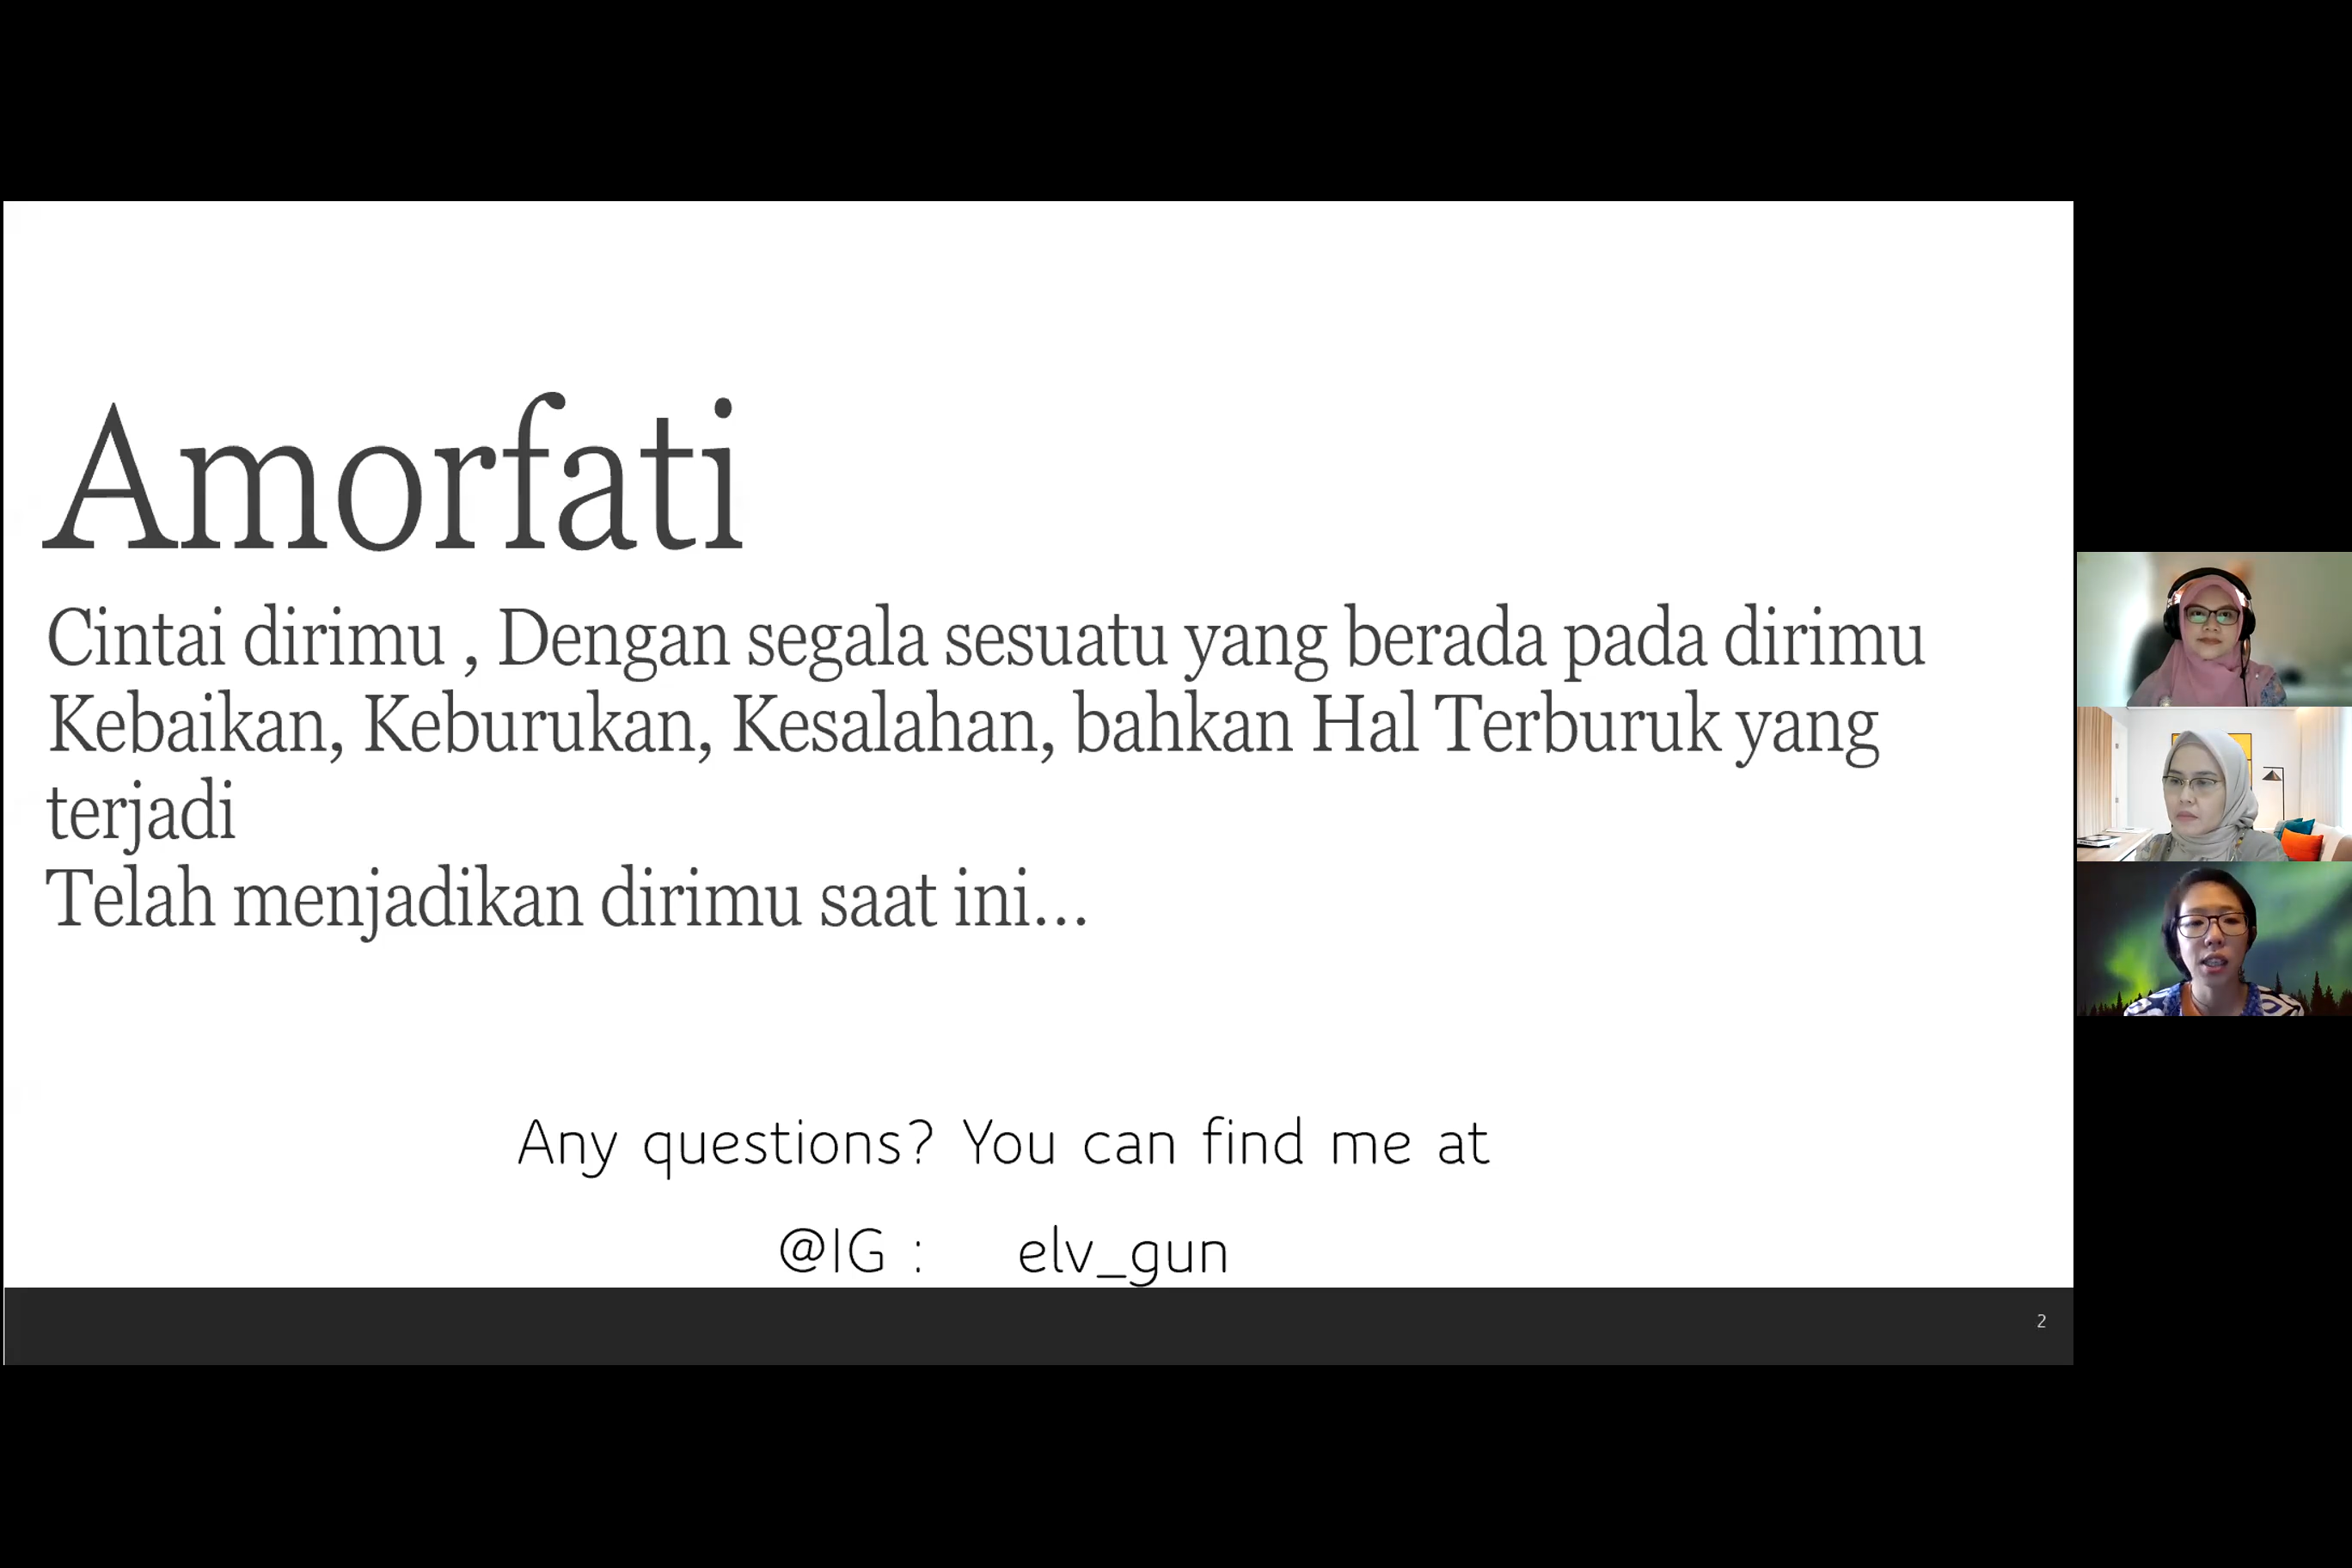 Amorfati
Cintai dirimu , Dengan segala sesuatu yang berada pada dirimu
Kebaikan, Keburukan, Kesalahan, bahkan Hal Terburuk yang
terjadi
Telah menjadikan dirimu saat ini...
Any questions? You can find me at
@IG : elv_gun
2